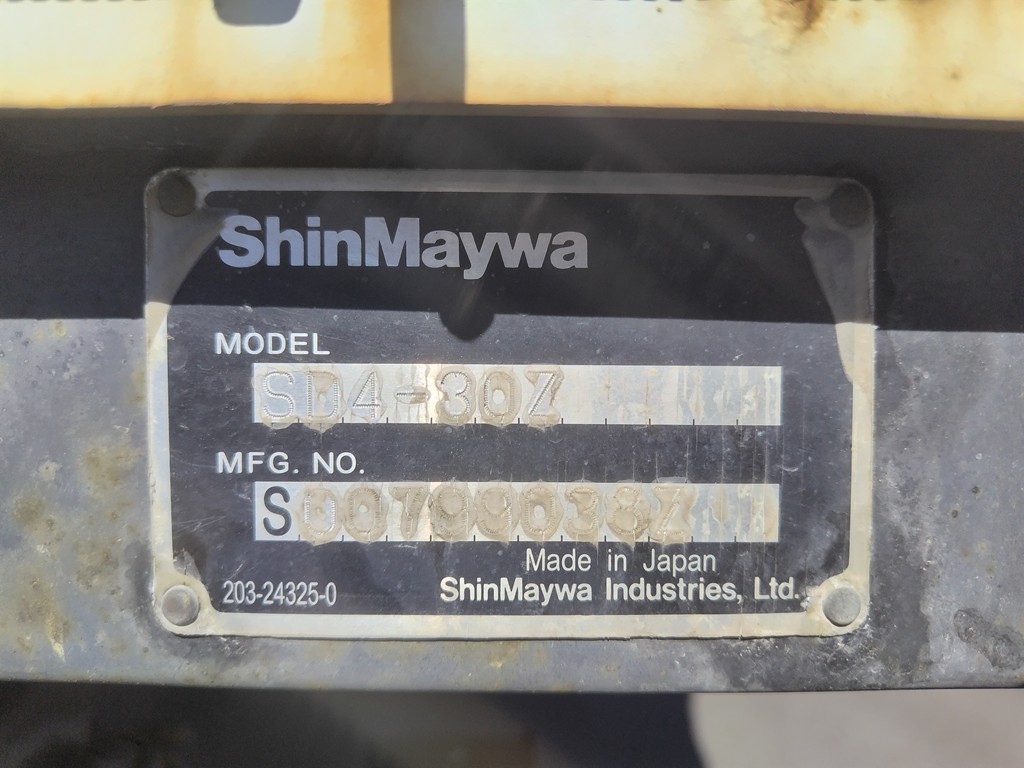 ShinMaywa
MODEL
SD4-30Z
MFG. NO.
S
Made in Japan
203-24325-0
ShinMaywa Industries, Ltd.